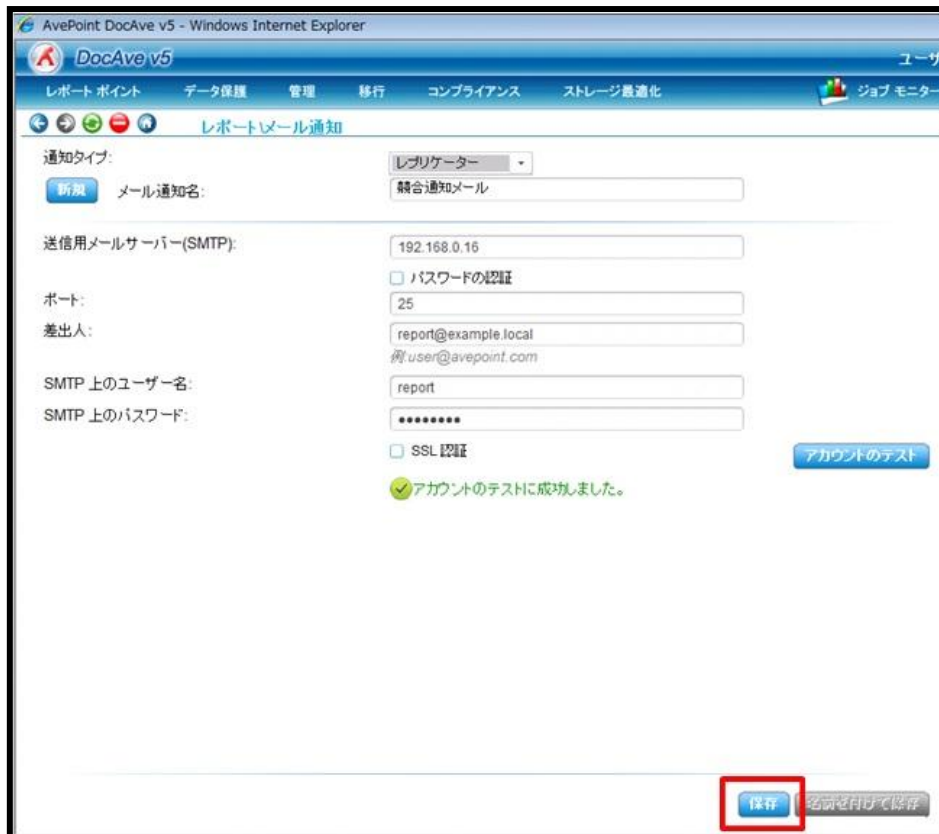 AvePoint DocAve v5 - Windows Internet Explorer
DocAve v5 ユーザ
レポート ポイント データ保護 管理 移行 コンプライアンス ストレージ最適化 ジョブ モニター
レポート\メール通知
通知タイプ: レプリケーター
新規 メール通知名: 競合通知メール
送信用メールサーバー(SMTP): 192.168.0.16
パスワードの認証
ポート: 25
差出人: report@example.local
例:user@avepoint.com
SMTP 上のユーザー名: report
SMTP 上のパスワード: ●●●●●●●●
SSL 認証 アカウントのテスト
アカウントのテストに成功しました。
保存 名前を付けて保存